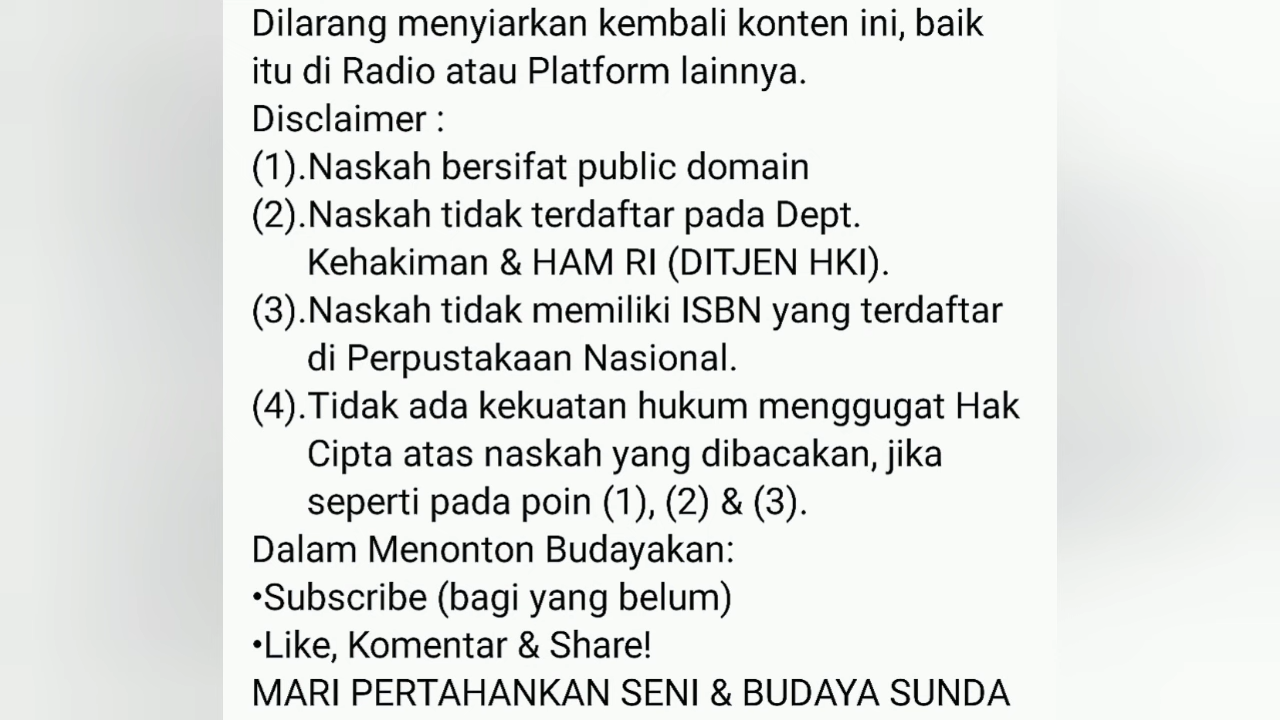 Dilarang menyiarkan kembali konten ini, baik
itu di Radio atau Platform lainnya.
Disclaimer :
(1).Naskah bersifat public domain
(2).Naskah tidak terdaftar pada Dept.
Kehakiman & HAM RI (DITJEN HKI).
(3).Naskah tidak memiliki ISBN yang terdaftar
di Perpustakaan Nasional.
(4).Tidak ada kekuatan hukum menggugat Hak
Cipta atas naskah yang dibacakan, jika
seperti pada poin (1), (2) & (3).
Dalam Menonton Budayakan:
•Subscribe (bagi yang belum)
•Like, Komentar & Share!
MARI PERTAHANKAN SENI & BUDAYA SUNDA